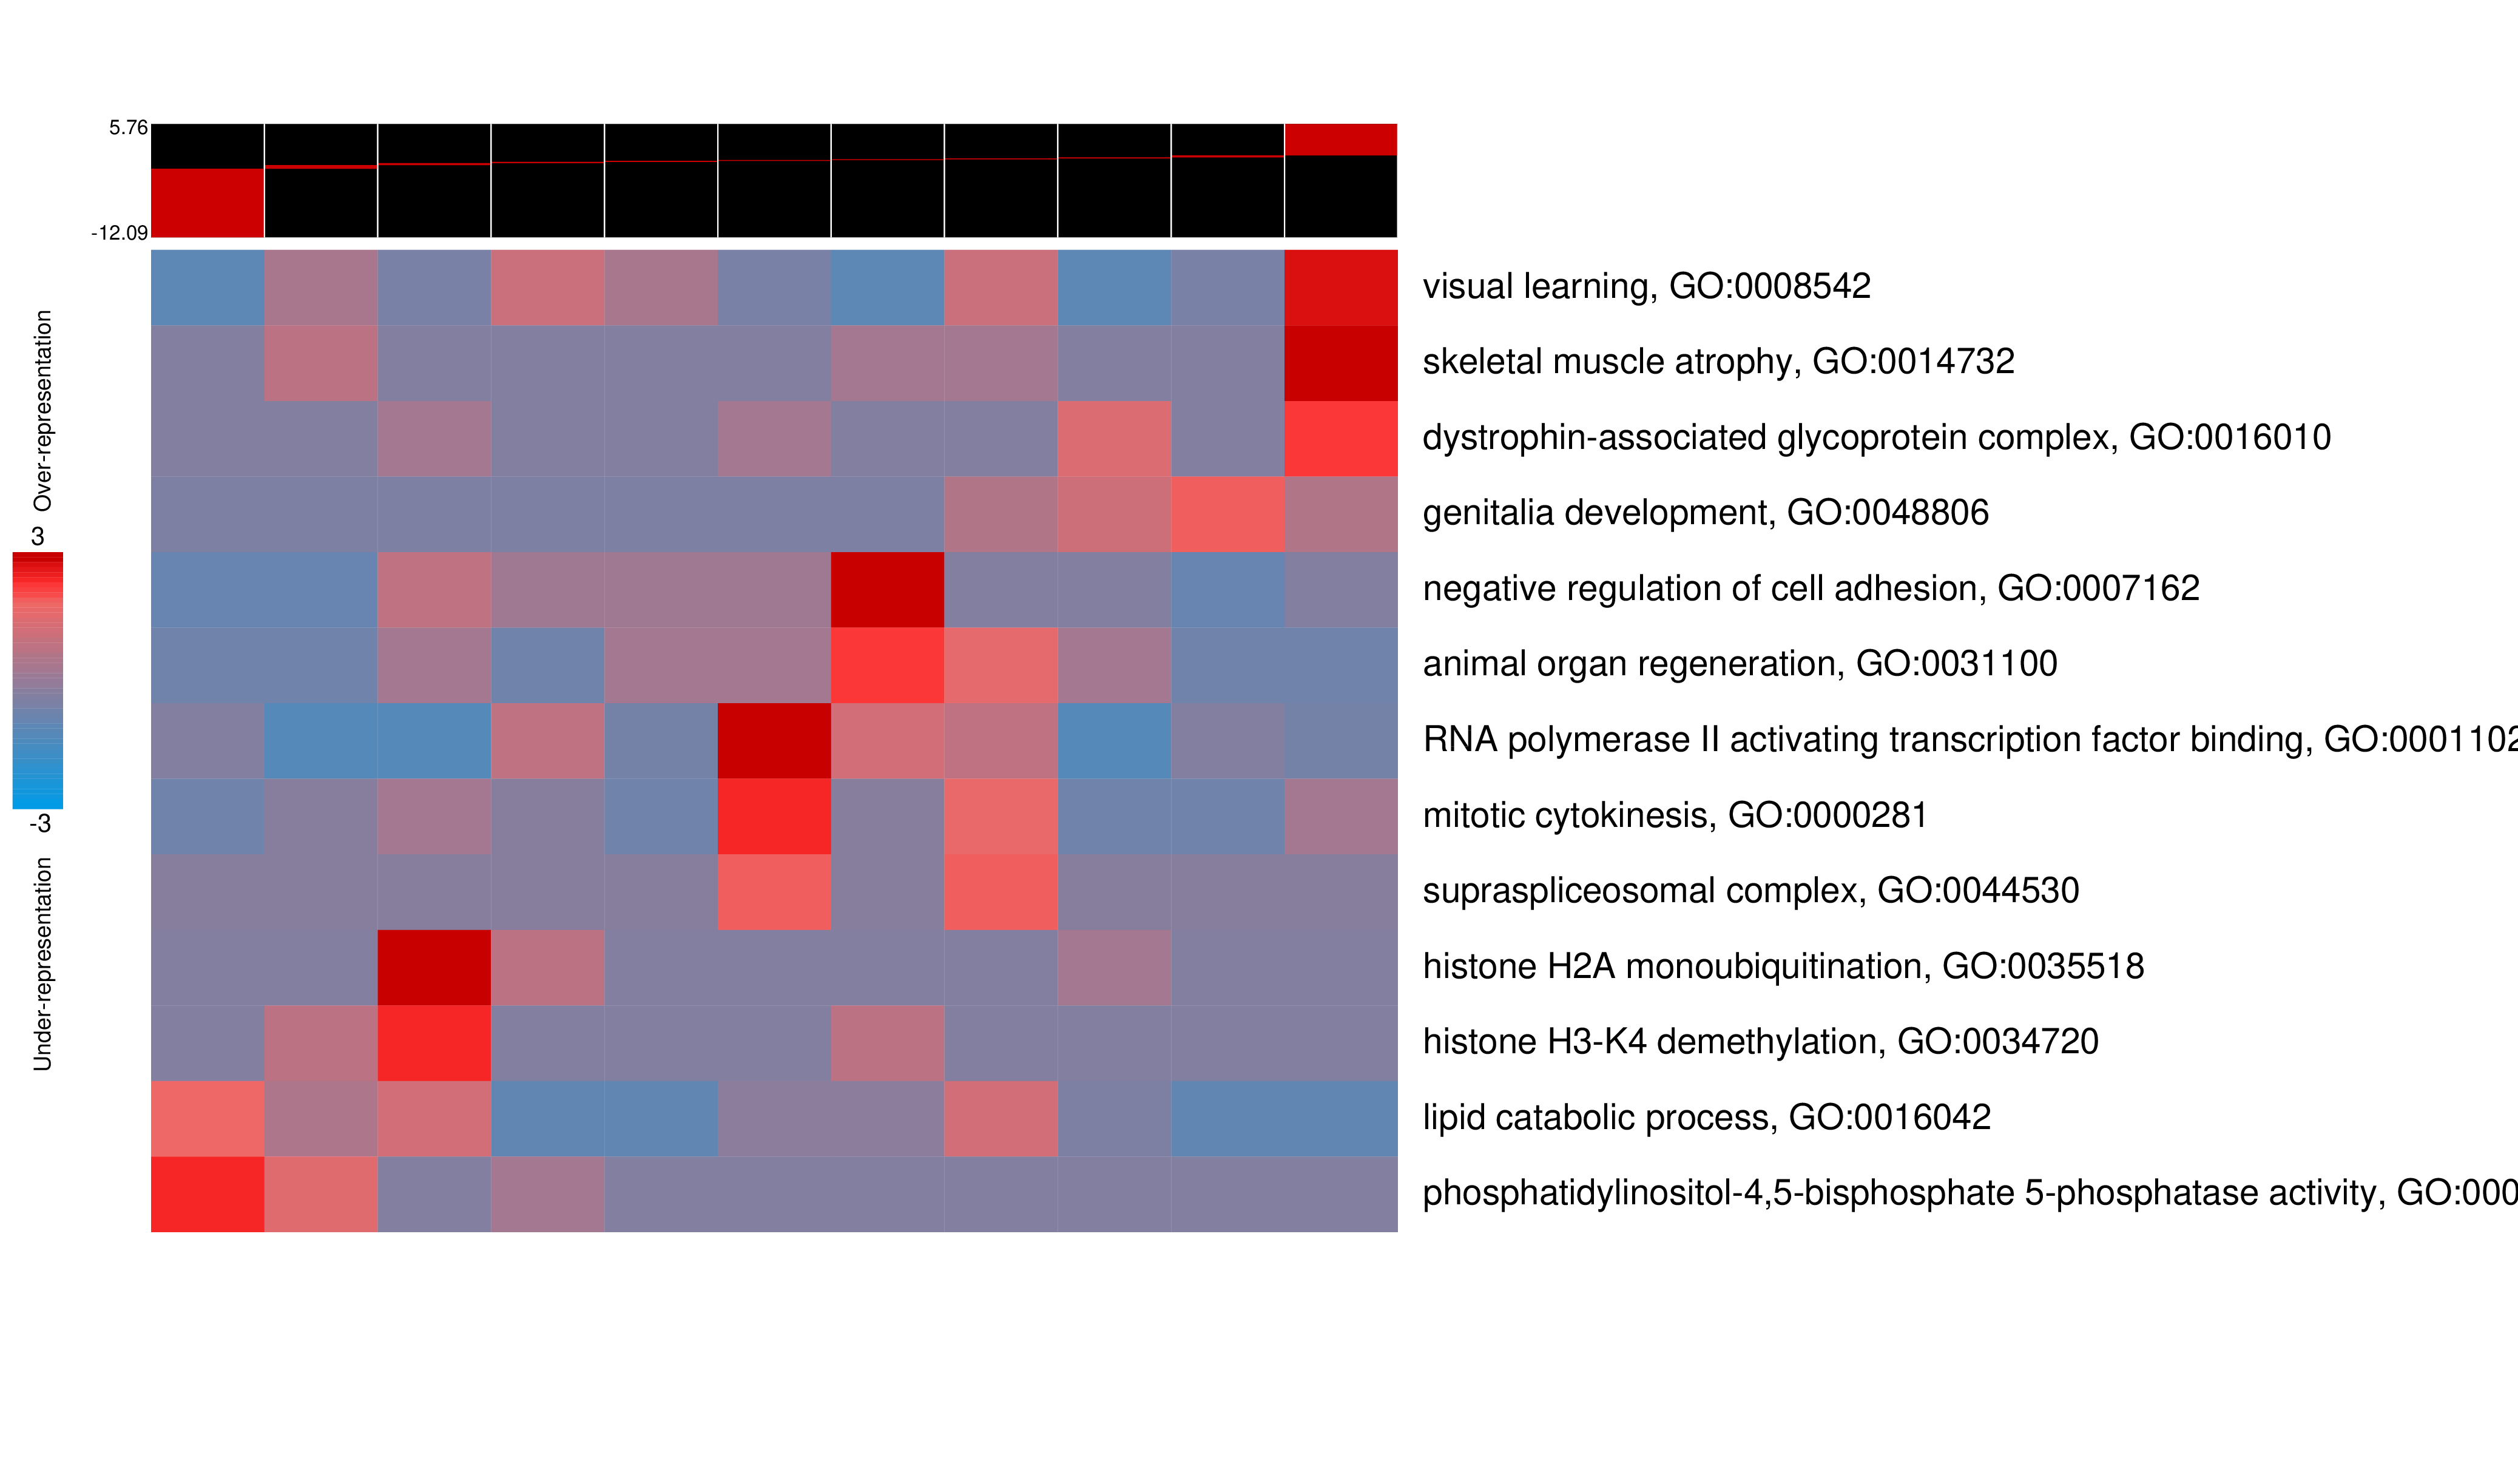 5.76
-12.09
Over-representation
3
-3
Under-representation
visual learning, GO:0008542
skeletal muscle atrophy, GO:0014732
dystrophin-associated glycoprotein complex, GO:0016010
genitalia development, GO:0048806
negative regulation of cell adhesion, GO:0007162
animal organ regeneration, GO:0031100
RNA polymerase II activating transcription factor binding, GO:0001102
mitotic cytokinesis, GO:0000281
supraspliceosomal complex, GO:0044530
histone H2A monoubiquitination, GO:0035518
histone H3-K4 demethylation, GO:0034720
lipid catabolic process, GO:0016042
phosphatidylinositol-4,5-bisphosphate 5-phosphatase activity, GO:000